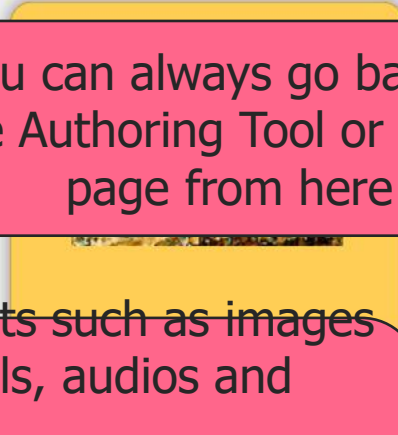 u can always go ba
e Authoring Tool or
page from here
ts such as images
ls, audios and